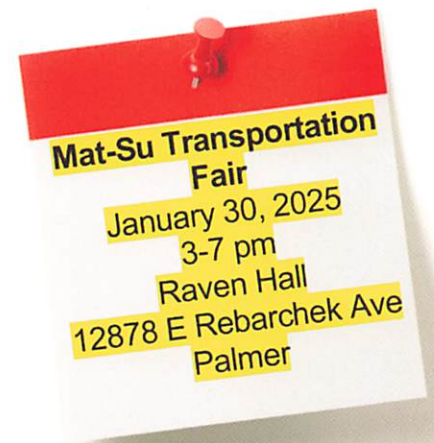 Mat-Su Transportation
Fair
January 30, 2025
3-7 pm
Raven Hall
12878 E Rebarchek Ave
Palmer